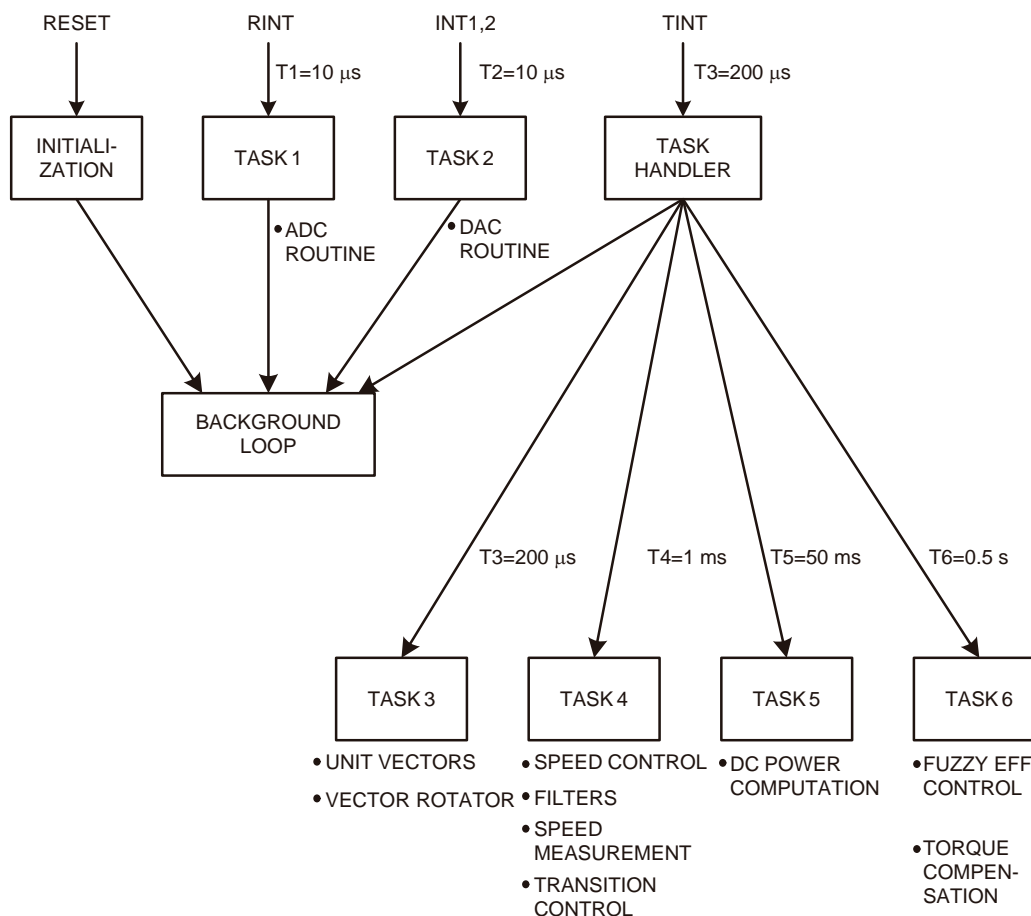 RESET
RINT
INT1,2
TINT
T1=10 μs
T2=10 μs
T3=200 μs
INITIALI-
ZATION
TASK 1
TASK 2
TASK
HANDLER
• ADC
ROUTINE
• DAC
ROUTINE
BACKGROUND
LOOP
T3=200 μs
T4=1 ms
T5=50 ms
T6=0.5 s
TASK 3
TASK 4
TASK 5
TASK 6
• UNIT VECTORS
• VECTOR ROTATOR
• SPEED CONTROL
• FILTERS
• SPEED
MEASUREMENT
• TRANSITION
CONTROL
• DC POWER
COMPUTATION
• FUZZY EFF
CONTROL
• TORQUE
COMPEN-
SATION